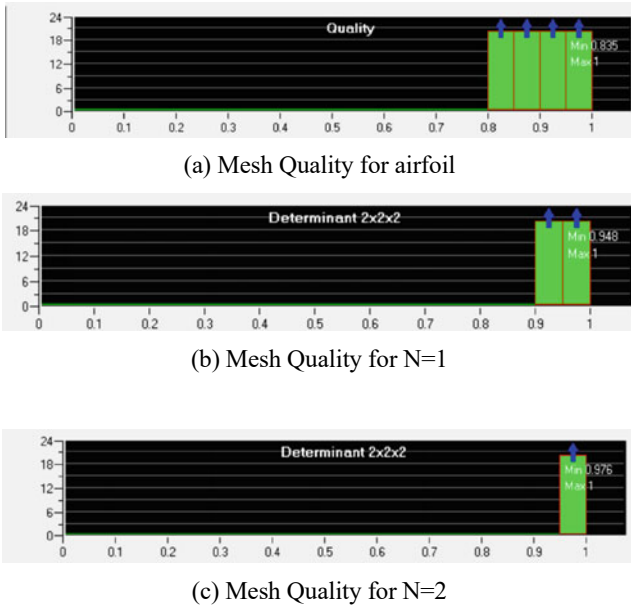 24
Quality
18
Min 0.835
12
Max 1
6
0
0 0.1 0.2 0.3 0.4 0.5 0.6 0.7 0.8 0.9 1
(a) Mesh Quality for airfoil
24
Determinant 2x2x2
18
Min 0.948
12
Max 1
6
0
0 0.1 0.2 0.3 0.4 0.5 0.6 0.7 0.8 0.9 1
(b) Mesh Quality for N=1
24
Determinant 2x2x2
18
Min 0.976
12
Max 1
6
0
0 0.1 0.2 0.3 0.4 0.5 0.6 0.7 0.8 0.9 1
(c) Mesh Quality for N=2